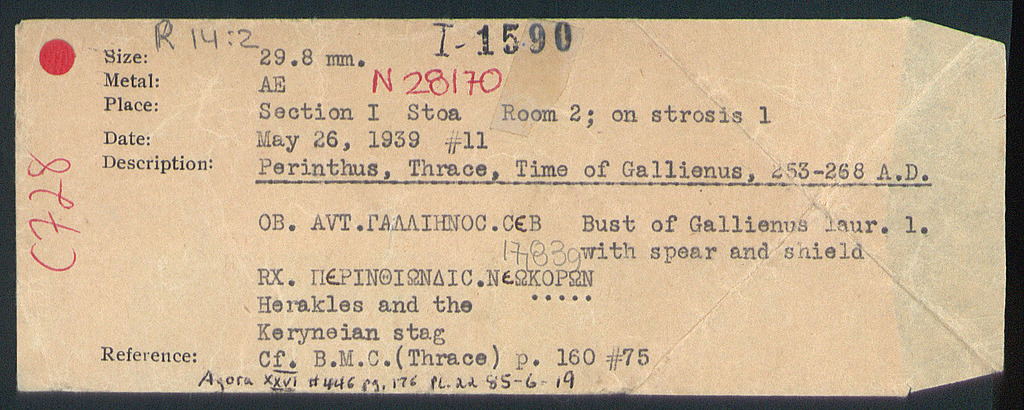 R 14:2
I-1590
Size: 29.8 mm.
Metal: AE N 28170
Place: Section I Stoa Room 2; on strosis 1
Date: May 26, 1939 #11
Description: Perinthus, Thrace, Time of Gallienus, 253-268 A.D.
C728
OB. AVT.ΓΑΛΛΙΗΝΟC.CЄB Bust of Gallienus laur. l.
17839 with spear and shield
RX. ΠЄΡΙΝΘΙΩΝΔΙC.ΝЄΩΚΟΡΩΝ
Herakles and the
Keryneian stag
Reference: Cf. B.M.C.(Thrace) p. 160 #75
Agora XXVI #446 pg. 176 PL. 22 85-6-19